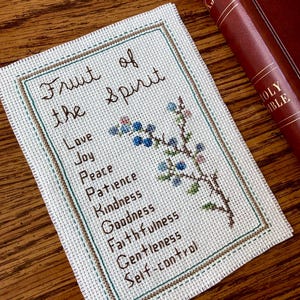 Fruit of
the Spirit
Love
Joy
Peace
Patience
Kindness
Goodness
Faithfulness
Gentleness
Self-control
HOLY
BIBLE